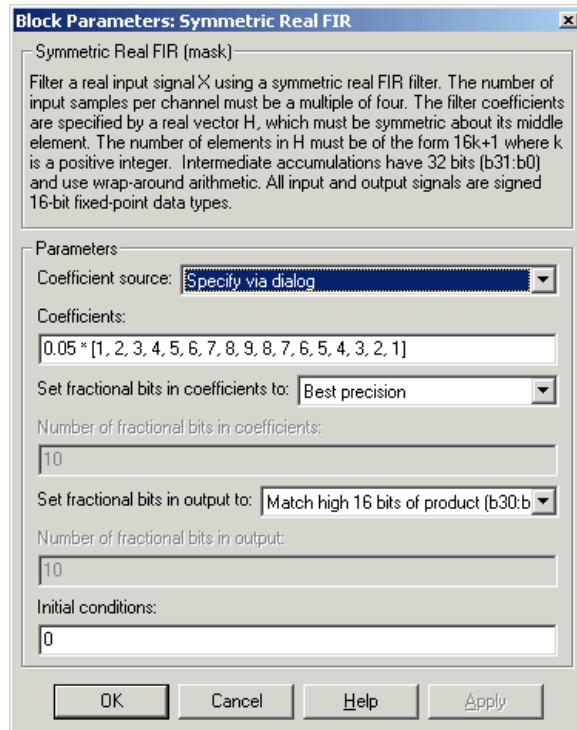 Block Parameters: Symmetric Real FIR
Symmetric Real FIR (mask)
Filter a real input signal X using a symmetric real FIR filter. The number of
input samples per channel must be a multiple of four. The filter coefficients
are specified by a real vector H, which must be symmetric about its middle
element. The number of elements in H must be of the form 16k+1 where k
is a positive integer.  Intermediate accumulations have 32 bits (b31:b0)
and use wrap-around arithmetic. All input and output signals are signed
16-bit fixed-point data types.
Parameters
Coefficient source: Specify via dialog
Coefficients:
0.05 * [1, 2, 3, 4, 5, 6, 7, 8, 9, 8, 7, 6, 5, 4, 3, 2, 1]
Set fractional bits in coefficients to: Best precision
Number of fractional bits in coefficients:
10
Set fractional bits in output to: Match high 16 bits of product (b30:b
Number of fractional bits in output:
10
Initial conditions:
0
OK Cancel Help Apply